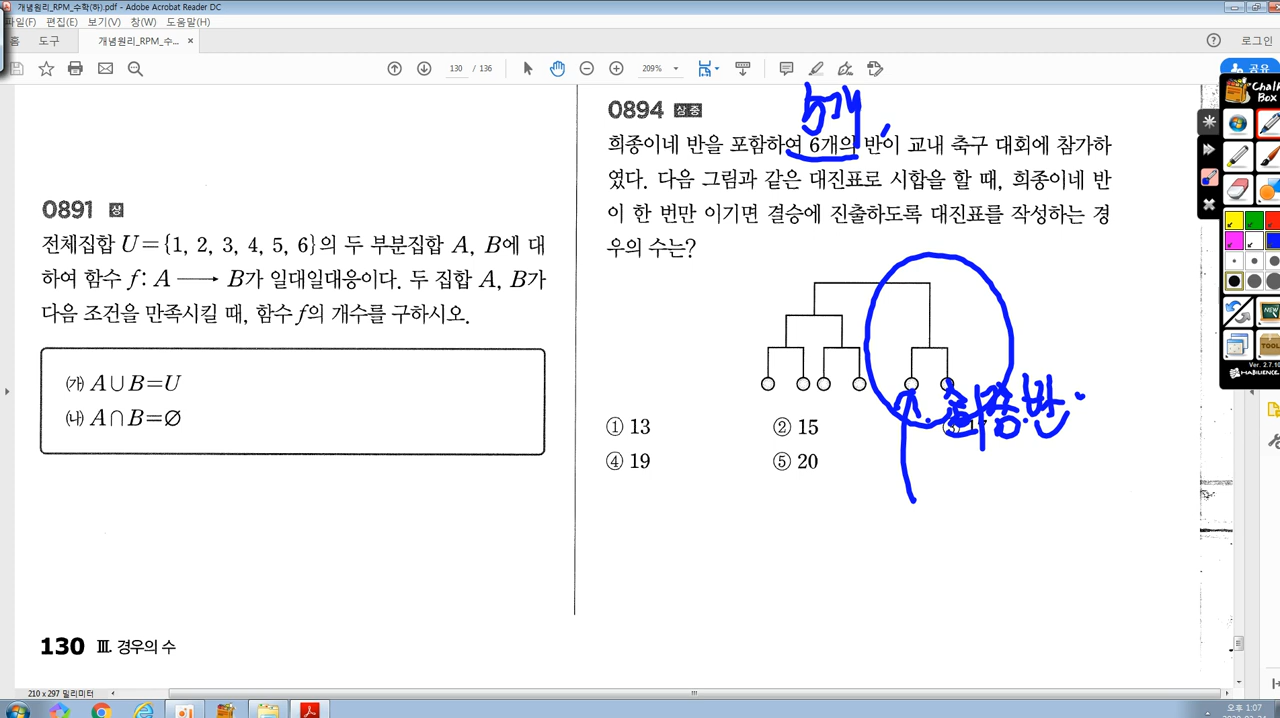 개념원리_RPM_수학(하).pdf - Adobe Acrobat Reader DC
파일(F) 편집(E) 보기(V) 창(W) 도움말(H)
홈 도구 개념원리_RPM_수... × 로그인
130 / 136 209% 공유
0891 상
전체집합 U={1, 2, 3, 4, 5, 6}의 두 부분집합 A, B에 대
하여 함수 f: A → B가 일대일대응이다. 두 집합 A, B가
다음 조건을 만족시킬 때, 함수 f의 개수를 구하시오.
㈎ A∪B=U
㈏ A∩B=∅
130 Ⅲ. 경우의 수
5개
0894 상중
희종이네 반을 포함하여 6개의 반이 교내 축구 대회에 참가하
였다. 다음 그림과 같은 대진표로 시합을 할 때, 희종이네 반
이 한 번만 이기면 결승에 진출하도록 대진표를 작성하는 경
우의 수는?
희종반
① 13 ② 15 ③ 17
④ 19 ⑤ 20
Chalk Box
NEW
TOOL
Ver. 2.7.10
HABILIENCE
210 x 297 밀리미터
오후 1:07